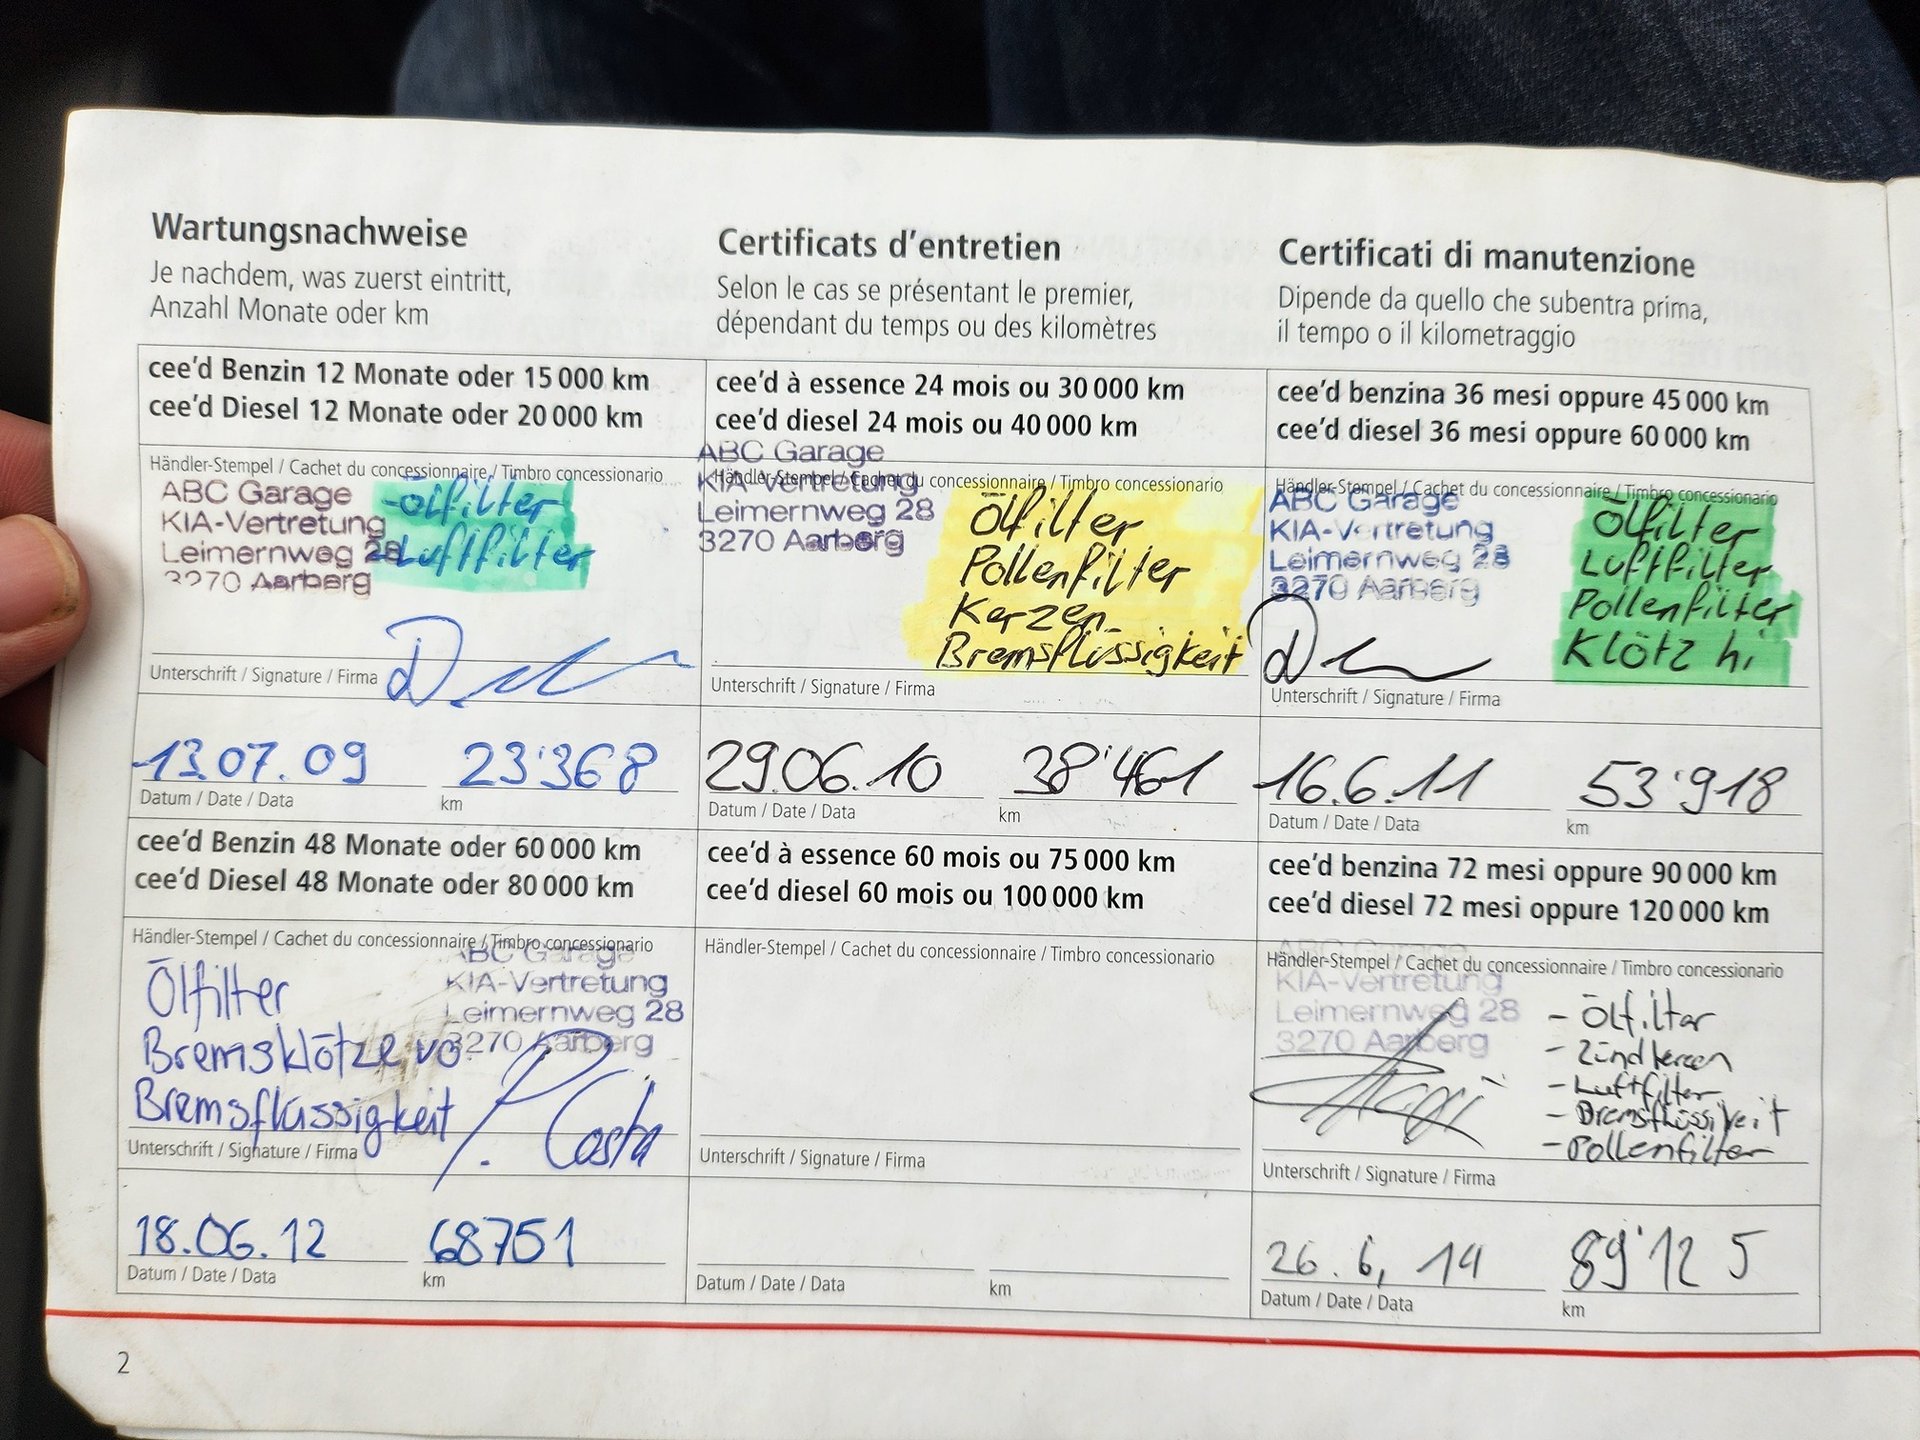 Wartungsnachweise
Je nachdem, was zuerst eintritt,
Anzahl Monate oder km
Certificats d'entretien
Selon le cas se présentant le premier,
dépendant du temps ou des kilomètres
Certificati di manutenzione
Dipende da quello che subentra prima,
il tempo o il kilometraggio
cee'd Benzin 12 Monate oder 15 000 km
cee'd Diesel 12 Monate oder 20 000 km
Händler-Stempel / Cachet du concessionnaire / Timbro concessionario
ABC Garage
KIA-Vertretung
Leimernweg 28
3270 Aarberg
-Ölfilter
-Luftfilter
Unterschrift / Signature / Firma
13.07.09 23'368
Datum / Date / Data km
cee'd à essence 24 mois ou 30 000 km
cee'd diesel 24 mois ou 40 000 km
Händler-Stempel / Cachet du concessionnaire / Timbro concessionario
ABC Garage
KIA-Vertretung
Leimernweg 28
3270 Aarberg
Ölfilter
Pollenfilter
Kerzen
Bremsflüssigkeit
Unterschrift / Signature / Firma
29.06.10 38'461
Datum / Date / Data km
cee'd benzina 36 mesi oppure 45 000 km
cee'd diesel 36 mesi oppure 60 000 km
Händler-Stempel / Cachet du concessionnaire / Timbro concessionario
ABC Garage
KIA-Vertretung
Leimernweg 28
3270 Aarberg
Ölfilter
Luftfilter
Pollenfilter
Klötz hi
Unterschrift / Signature / Firma
16.6.11 53'918
Datum / Date / Data km
cee'd Benzin 48 Monate oder 60 000 km
cee'd Diesel 48 Monate oder 80 000 km
Händler-Stempel / Cachet du concessionnaire / Timbro concessionario
ABC Garage
KIA-Vertretung
Leimernweg 28
3270 Aarberg
Ölfilter
Bremsklötze vo
Bremsflüssigkeit
P. Costa
Unterschrift / Signature / Firma
18.06.12 68751
Datum / Date / Data km
cee'd à essence 60 mois ou 75 000 km
cee'd diesel 60 mois ou 100 000 km
Händler-Stempel / Cachet du concessionnaire / Timbro concessionario
Unterschrift / Signature / Firma
Datum / Date / Data km
cee'd benzina 72 mesi oppure 90 000 km
cee'd diesel 72 mesi oppure 120 000 km
Händler-Stempel / Cachet du concessionnaire / Timbro concessionario
ABC Garage
KIA-Vertretung
Leimernweg 28
3270 Aarberg
- Ölfilter
- Zündkerzen
- Luftfilter
- Bremsflüssikeit
- Pollenfilter
Unterschrift / Signature / Firma
26.6.14 89'125
Datum / Date / Data km
2